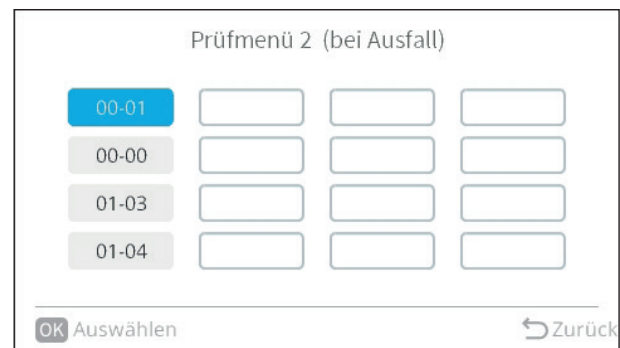 Prüfmenü 2 (bei Ausfall)
00-01
00-00
01-03
01-04
OK Auswählen
Zurück